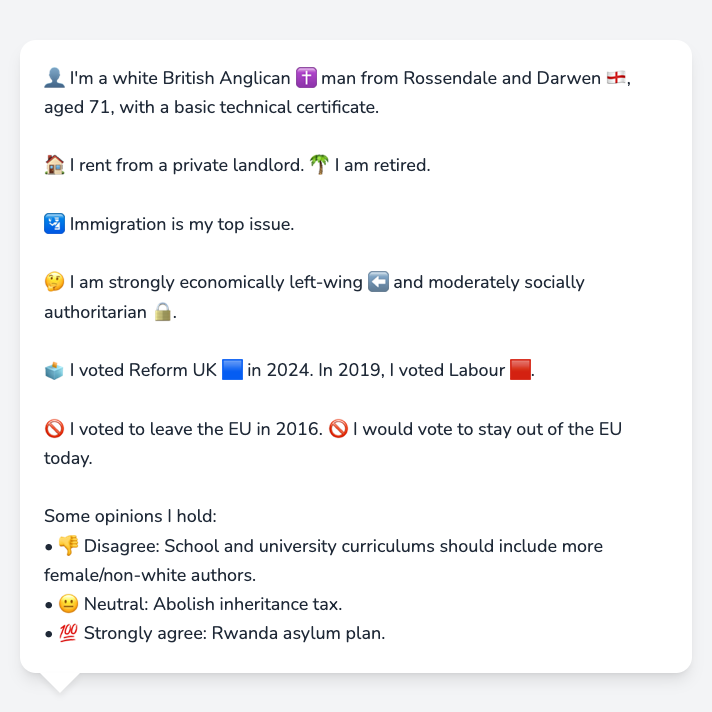 👤 I'm a white British Anglican ✝️ man from Rossendale and Darwen 🏴󠁧󠁢󠁥󠁮󠁧󠁿,
aged 71, with a basic technical certificate.
🏠 I rent from a private landlord. 🌴 I am retired.
🛂 Immigration is my top issue.
🤔 I am strongly economically left-wing ⬅️ and moderately socially
authoritarian 🔒.
🗳️ I voted Reform UK 🟦 in 2024. In 2019, I voted Labour 🟥.
🚫 I voted to leave the EU in 2016. 🚫 I would vote to stay out of the EU
today.
Some opinions I hold:
• 👎 Disagree: School and university curriculums should include more
female/non-white authors.
• 😐 Neutral: Abolish inheritance tax.
• 💯 Strongly agree: Rwanda asylum plan.